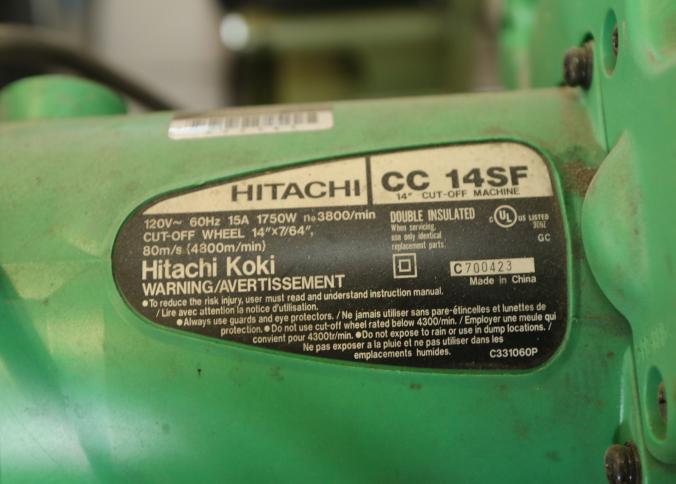 HITACHI
CC 14SF
14" CUT-OFF MACHINE
120V~ 60Hz 15A 1750W n₀3800/min
CUT-OFF WHEEL 14"x7/64",
80m/s (4800m/min)
Hitachi Koki
DOUBLE INSULATED
When servicing,
use only identical
replacement parts.
c UL US LISTED
GC
C700423
Made in China
WARNING/AVERTISSEMENT
●To reduce the risk injury, user must read and understand instruction manual.
/ Lire avec attention la notice d'utilisation.
●Always use guards and eye protectors. / Ne jamais utiliser sans pare-étincelles et lunettes de
protection. ●Do not use cut-off wheel rated below 4300/min. / Employer une meule qui
convient pour 4300tr/min. ●Do not expose to rain or use in dump locations. /
Ne pas exposer a la pluie et ne pas utiliser dans les
emplacements humides.
C331060P